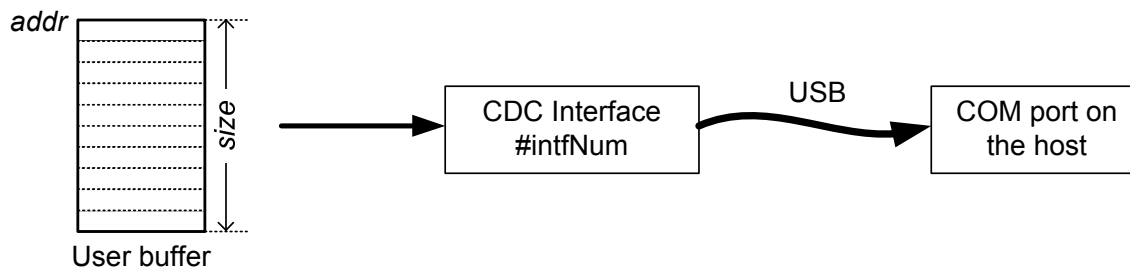 addr
size
User buffer
CDC Interface
#intfNum
USB
COM port on
the host